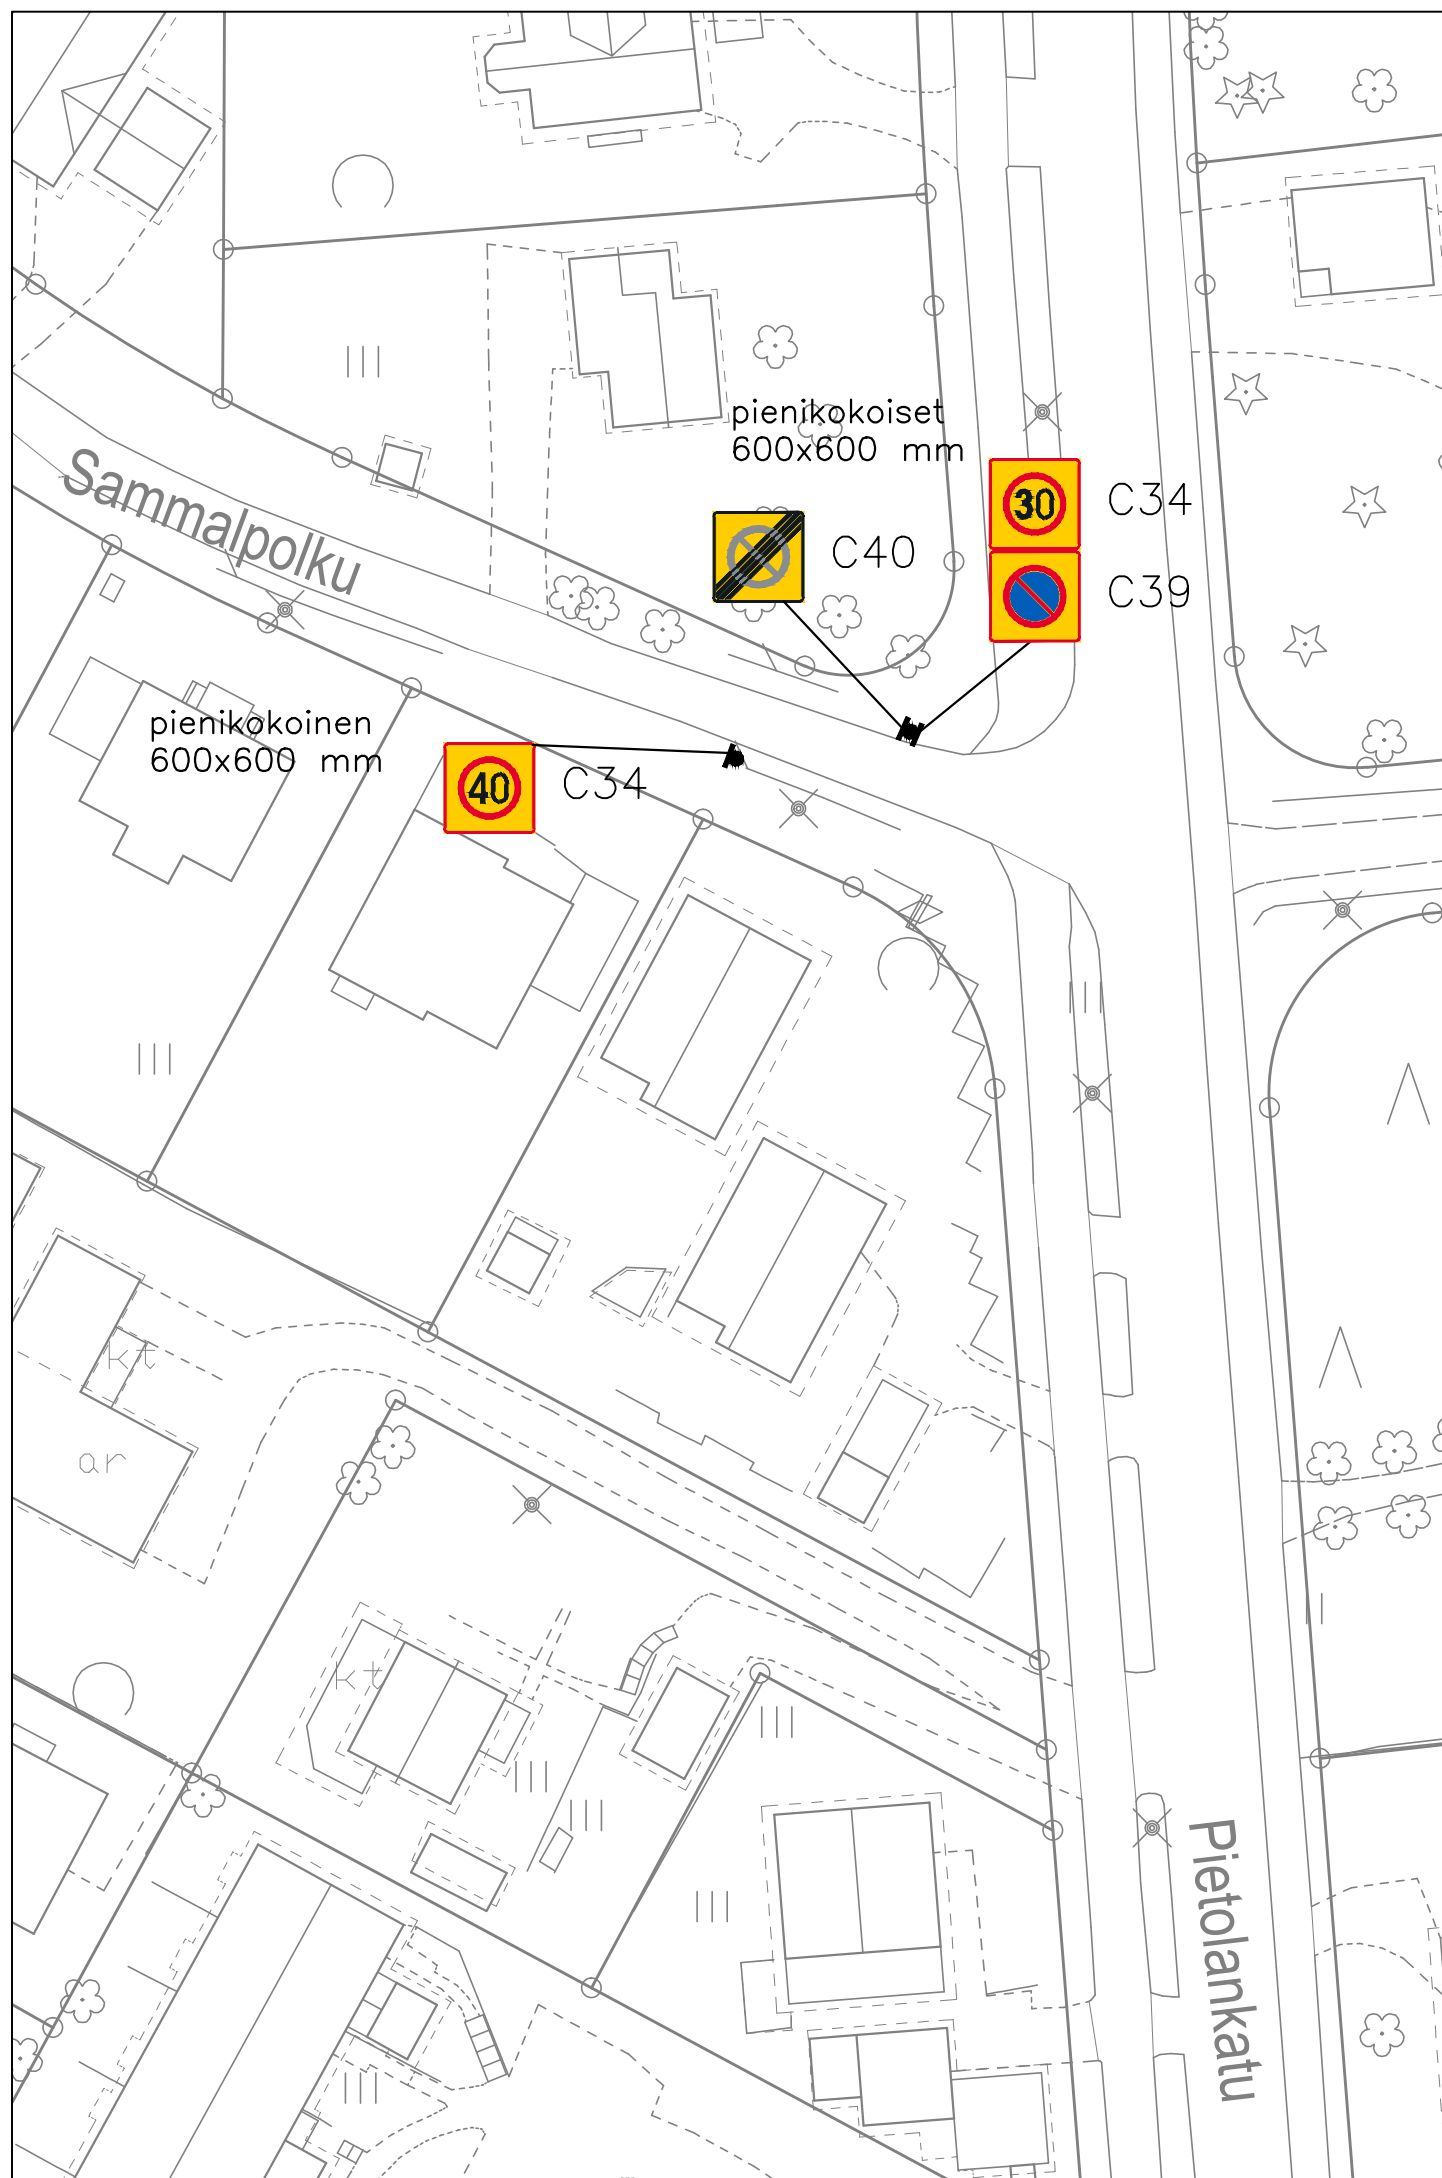 pienikokoiset
600x600 mm
30
C34
C40
C39
Sammalpolku
pienikokoinen
600x600 mm
40
C34
kt
ar
kt
Pietolankatu